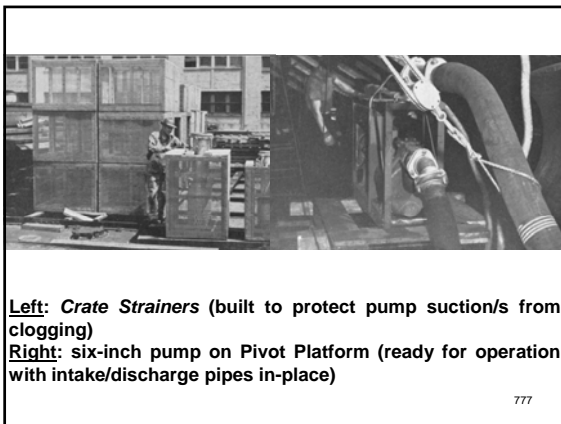 Left: Crate Strainers (built to protect pump suction/s from
clogging)
Right: six-inch pump on Pivot Platform (ready for operation
with intake/discharge pipes in-place)
777